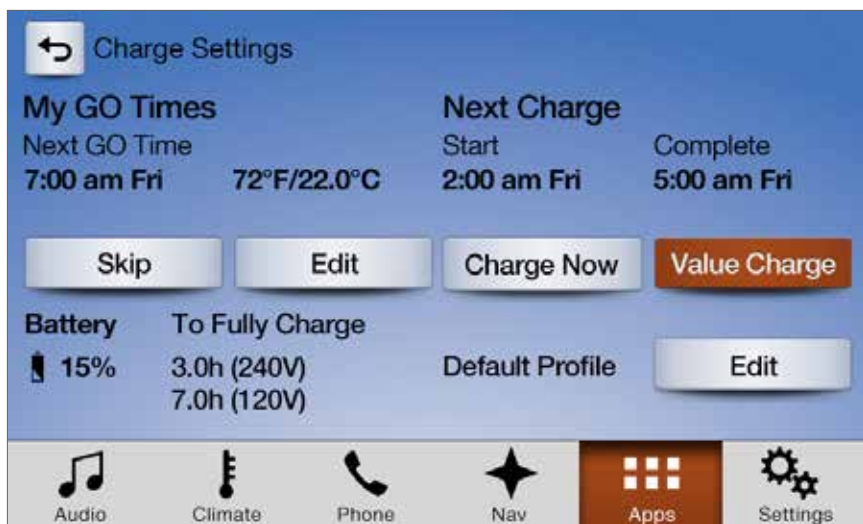 Charge Settings
My GO Times Next Charge
Next GO Time Start Complete
7:00 am Fri 72°F/22.0°C 2:00 am Fri 5:00 am Fri
Skip Edit Charge Now Value Charge
Battery To Fully Charge
15% 3.0h (240V) Default Profile Edit
7.0h (120V)
Audio Climate Phone Nav Apps Settings